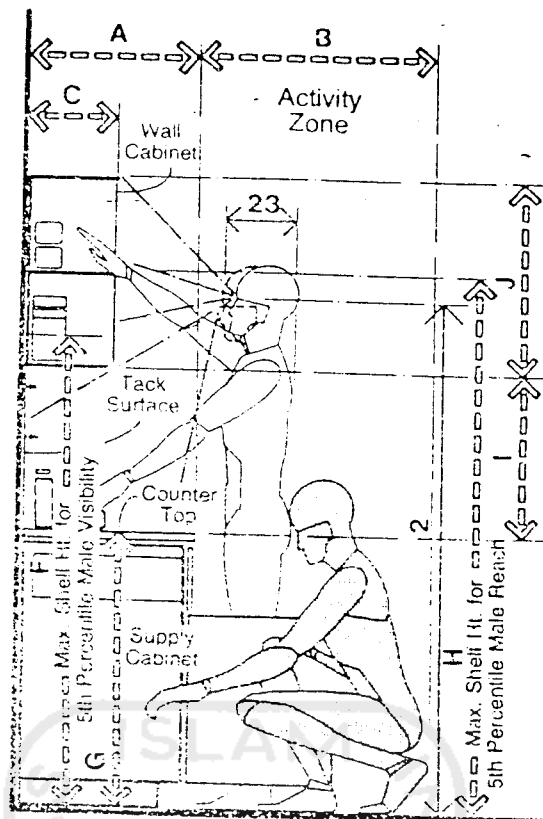 A
B
C
Activity
Zone
Wall
Cabinet
23
J
Tack
Surface
I
Counter
Top
2
F
Max. Shelf Ht. for
5th Percentile Male Visibility
Supply
Cabinet
G
H
Max. Shelf Ht. for
5th Percentile Male Reach
ISLAM